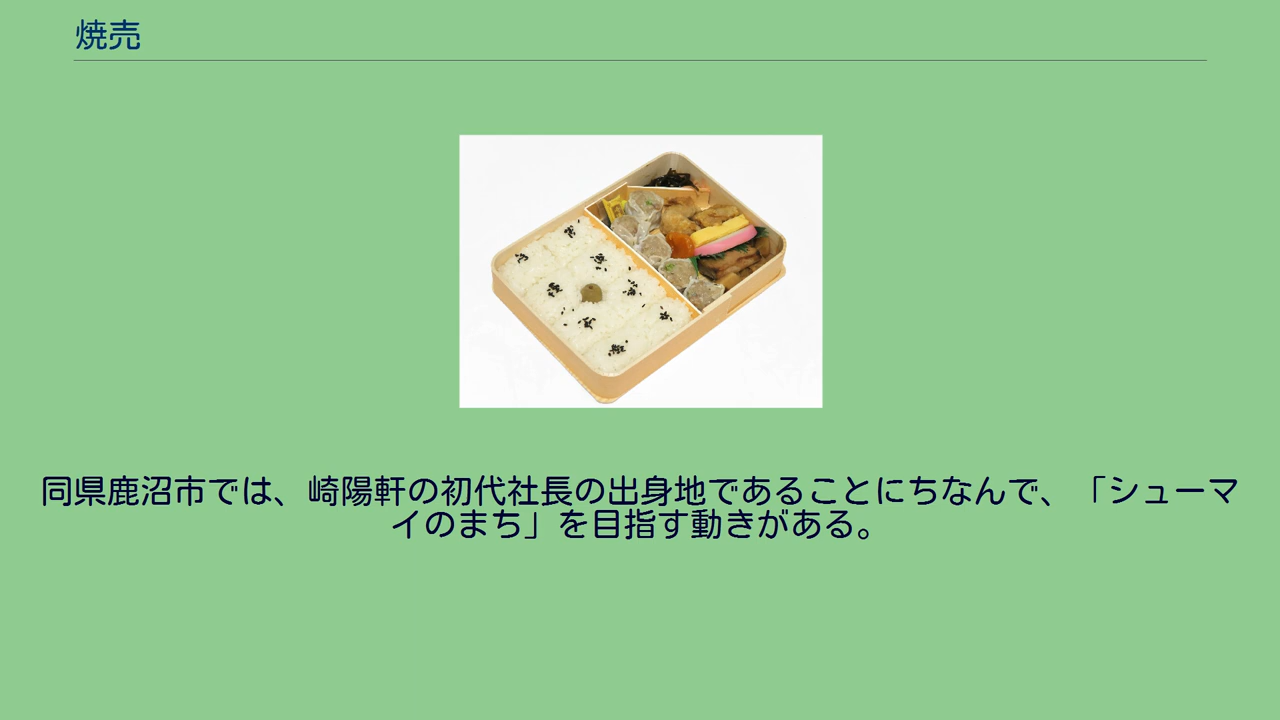 焼売
同県鹿沼市では、崎陽軒の初代社長の出身地であることにちなんで、「シューマ
イのまち」を目指す動きがある。